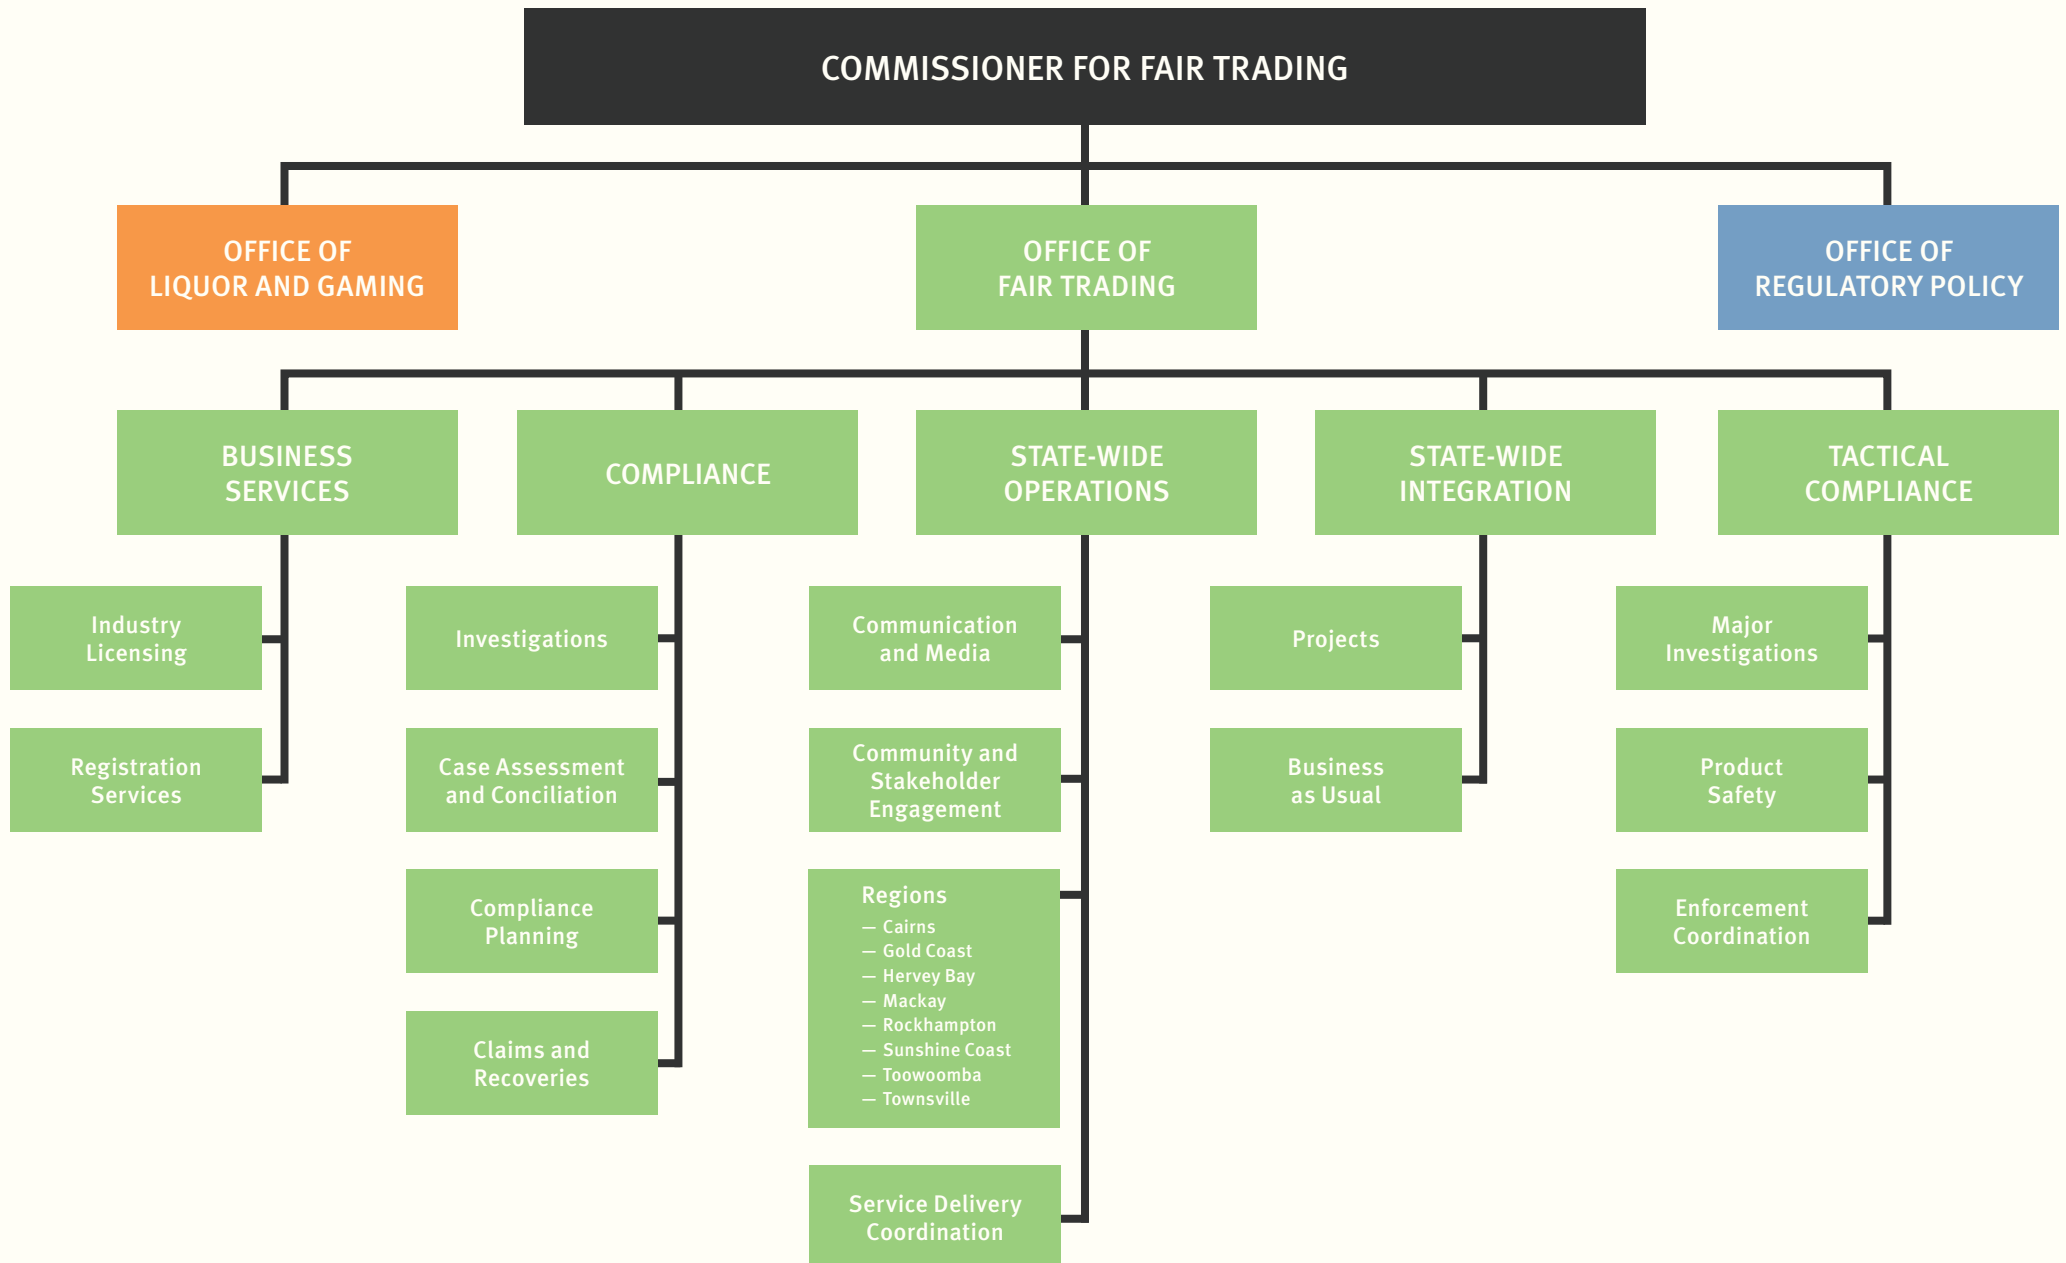 COMMISSIONER FOR FAIR TRADING
OFFICE OF
LIQUOR AND GAMING
OFFICE OF
FAIR TRADING
OFFICE OF
REGULATORY POLICY
BUSINESS
SERVICES
COMPLIANCE
STATE-WIDE
OPERATIONS
STATE-WIDE
INTEGRATION
TACTICAL
COMPLIANCE
Industry
Licensing
Registration
Services
Investigations
Case Assessment
and Conciliation
Compliance
Planning
Claims and
Recoveries
Communication
and Media
Community and
Stakeholder
Engagement
Regions
— Cairns
— Gold Coast
— Hervey Bay
— Mackay
— Rockhampton
— Sunshine Coast
— Toowoomba
— Townsville
Service Delivery
Coordination
Projects
Business
as Usual
Major
Investigations
Product
Safety
Enforcement
Coordination